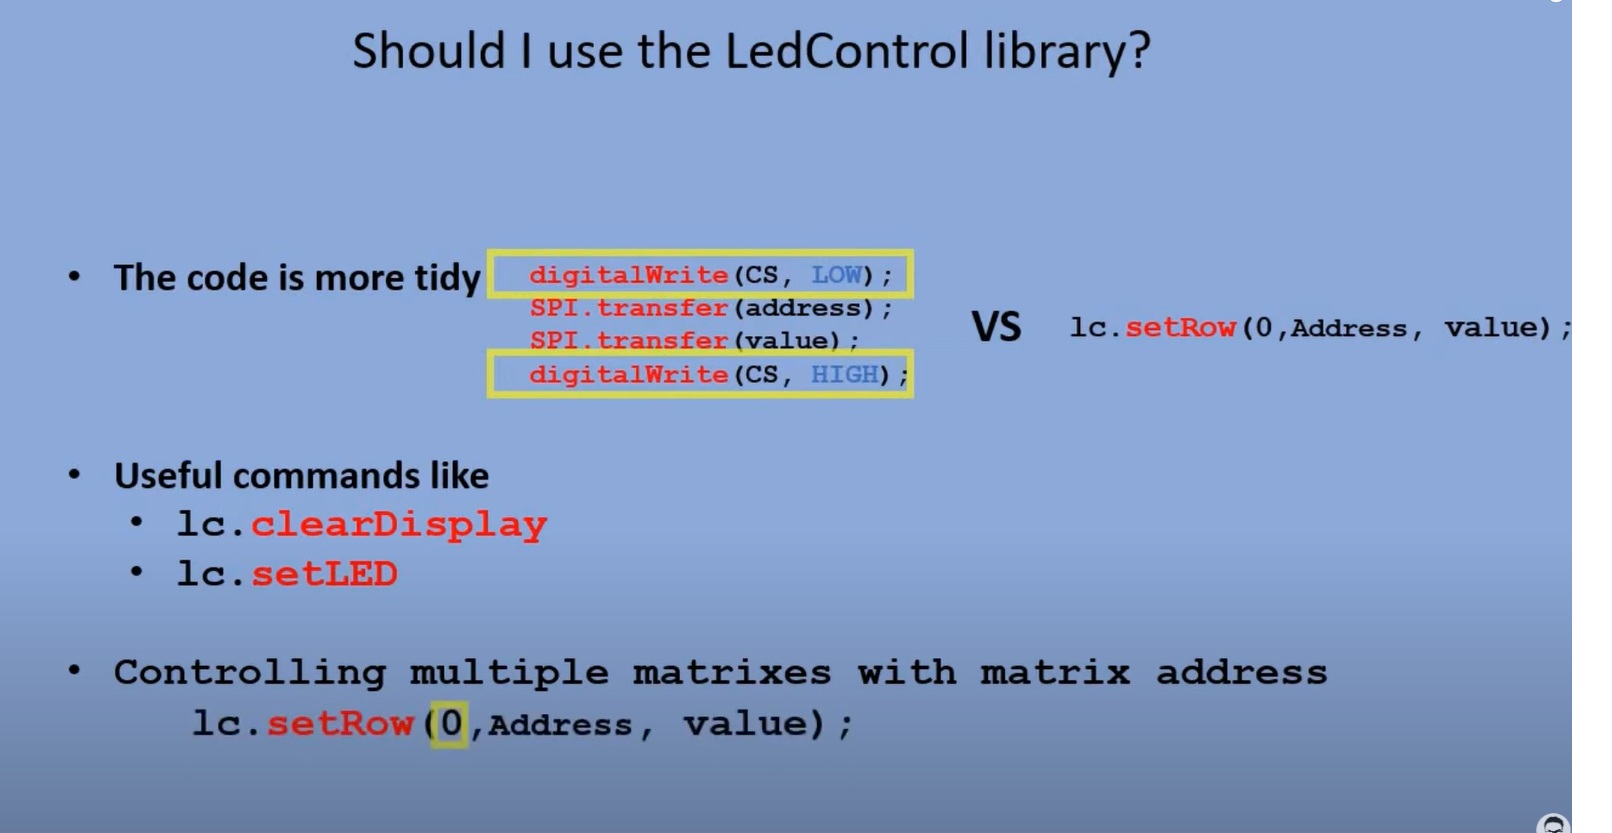 Should I use the LedControl library?
• The code is more tidy
digitalWrite(CS, LOW);
SPI.transfer(address);
SPI.transfer(value);
digitalWrite(CS, HIGH);
VS
lc.setRow(0,Address, value);
• Useful commands like
• lc.clearDisplay
• lc.setLED
• Controlling multiple matrixes with matrix address
lc.setRow(0,Address, value);